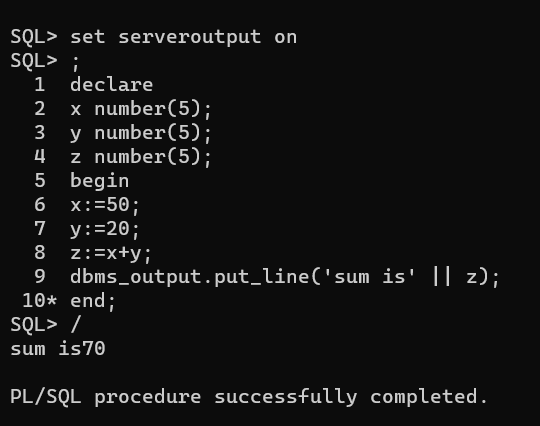 SQL> set serveroutput on
SQL> ;
  1  declare
  2  x number(5);
  3  y number(5);
  4  z number(5);
  5  begin
  6  x:=50;
  7  y:=20;
  8  z:=x+y;
  9  dbms_output.put_line('sum is' || z);
 10* end;
SQL> /
sum is70

PL/SQL procedure successfully completed.